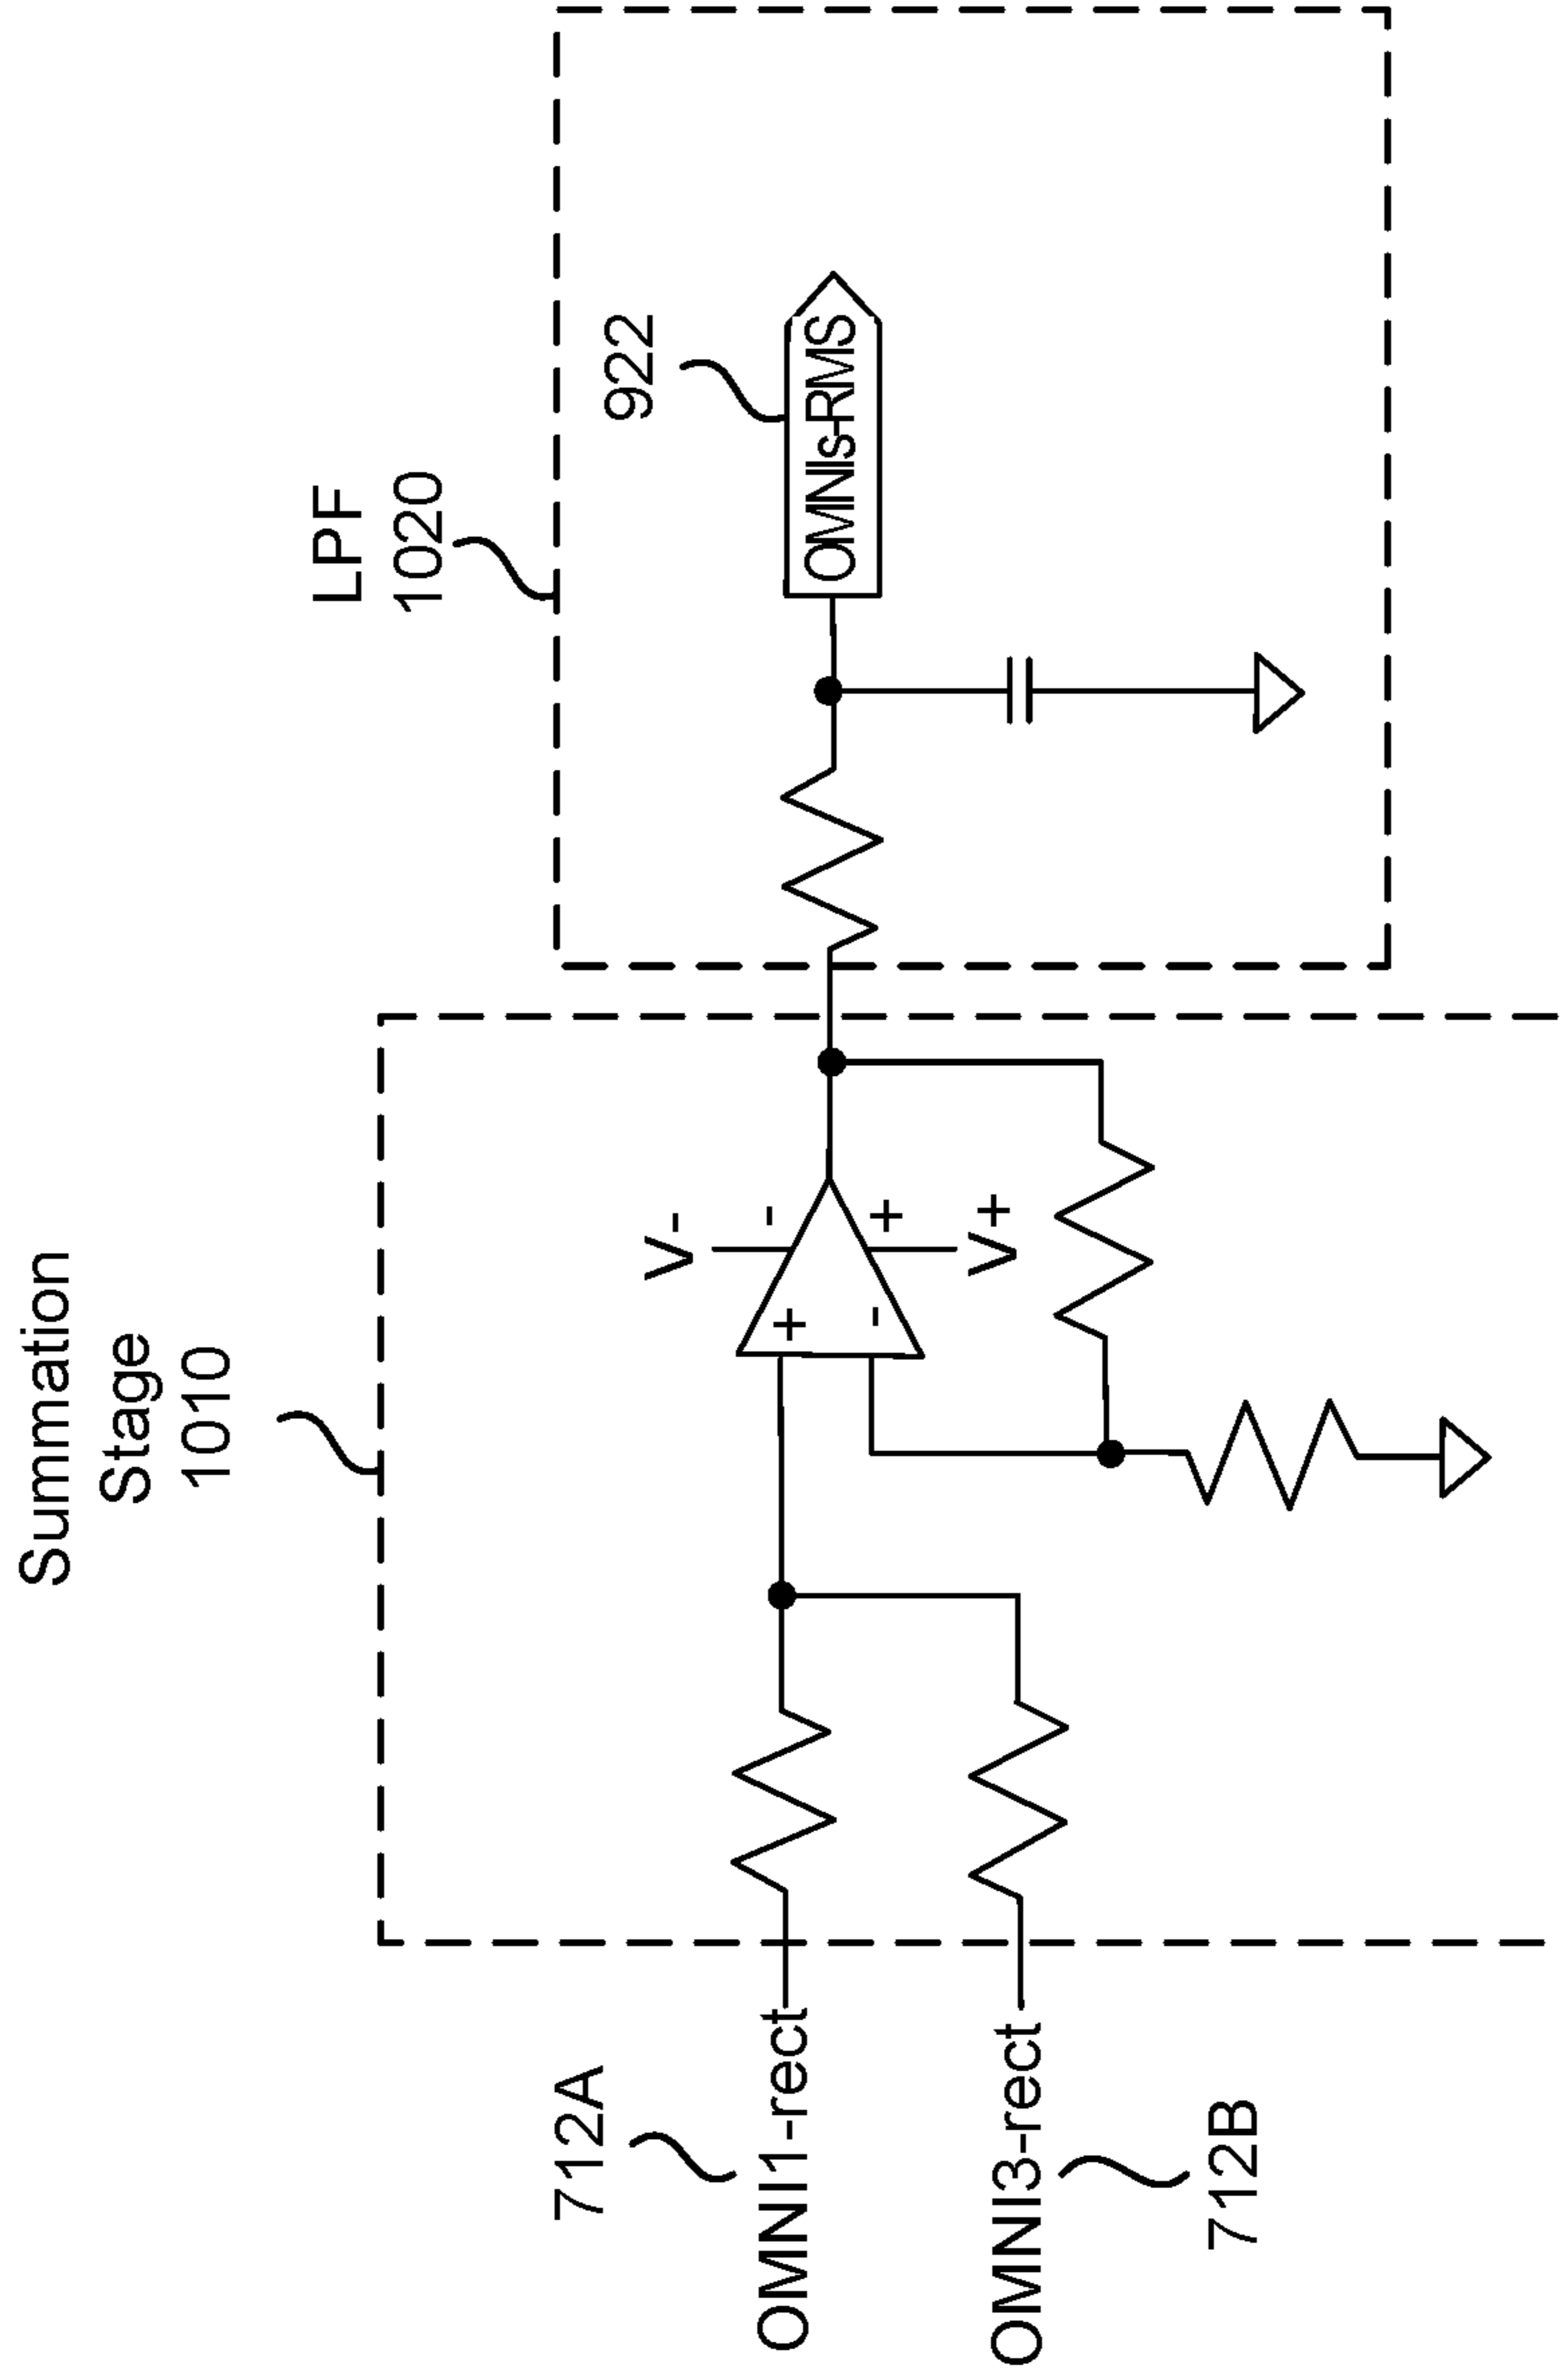 Summation
Stage
1010
LPF
1020
922
OMNIs-RMS
V-
-
+
-
+
V+
712A
OMNI1-rect
OMNI3-rect
712B